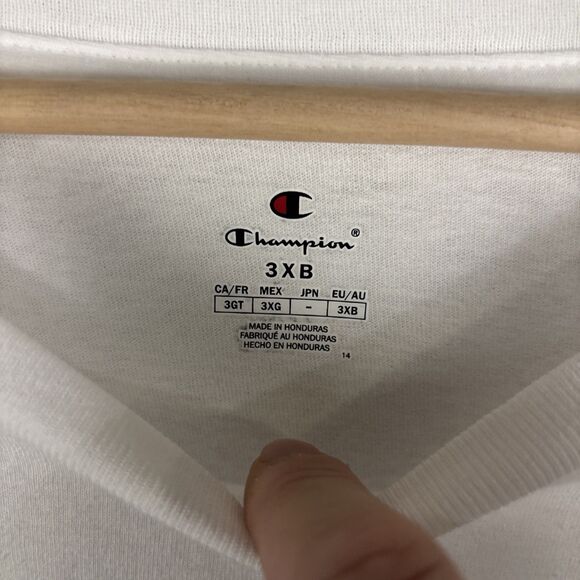 Champion®
3XB
CA/FR MEX JPN EU/AU
3GT 3XG – 3XB
MADE IN HONDURAS
FABRIQUÉ AU HONDURAS
HECHO EN HONDURAS
14